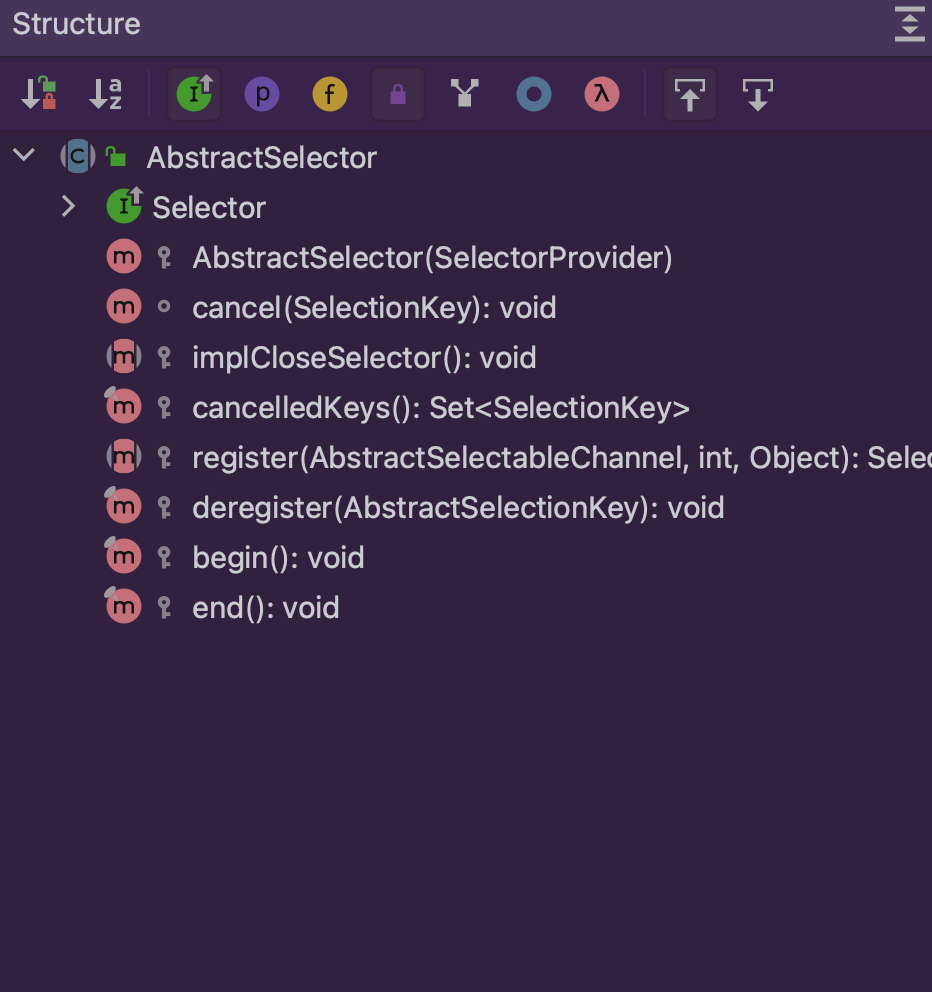 Structure
a z I p f λ
C AbstractSelector
I Selector
m AbstractSelector(SelectorProvider)
m cancel(SelectionKey): void
m implCloseSelector(): void
m cancelledKeys(): Set<SelectionKey>
m register(AbstractSelectableChannel, int, Object): Selec
m deregister(AbstractSelectionKey): void
m begin(): void
m end(): void